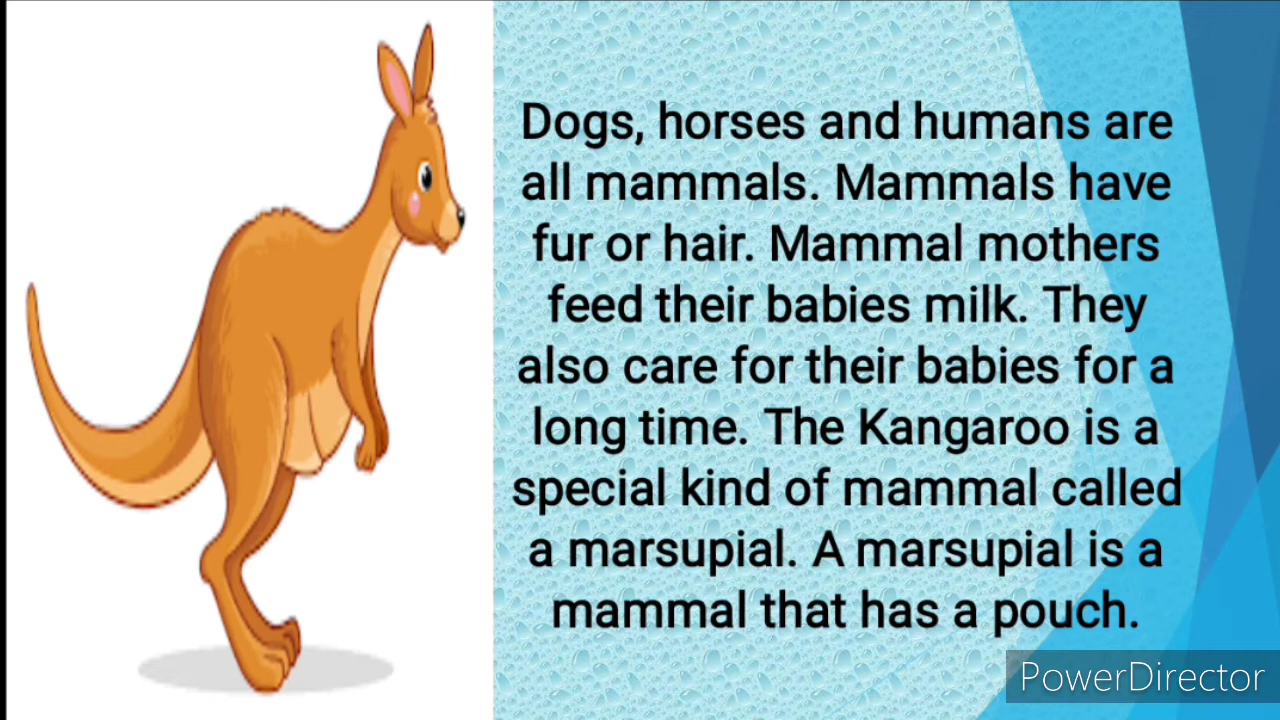 Dogs, horses and humans are
all mammals. Mammals have
fur or hair. Mammal mothers
feed their babies milk. They
also care for their babies for a
long time. The Kangaroo is a
special kind of mammal called
a marsupial. A marsupial is a
mammal that has a pouch.
PowerDirector